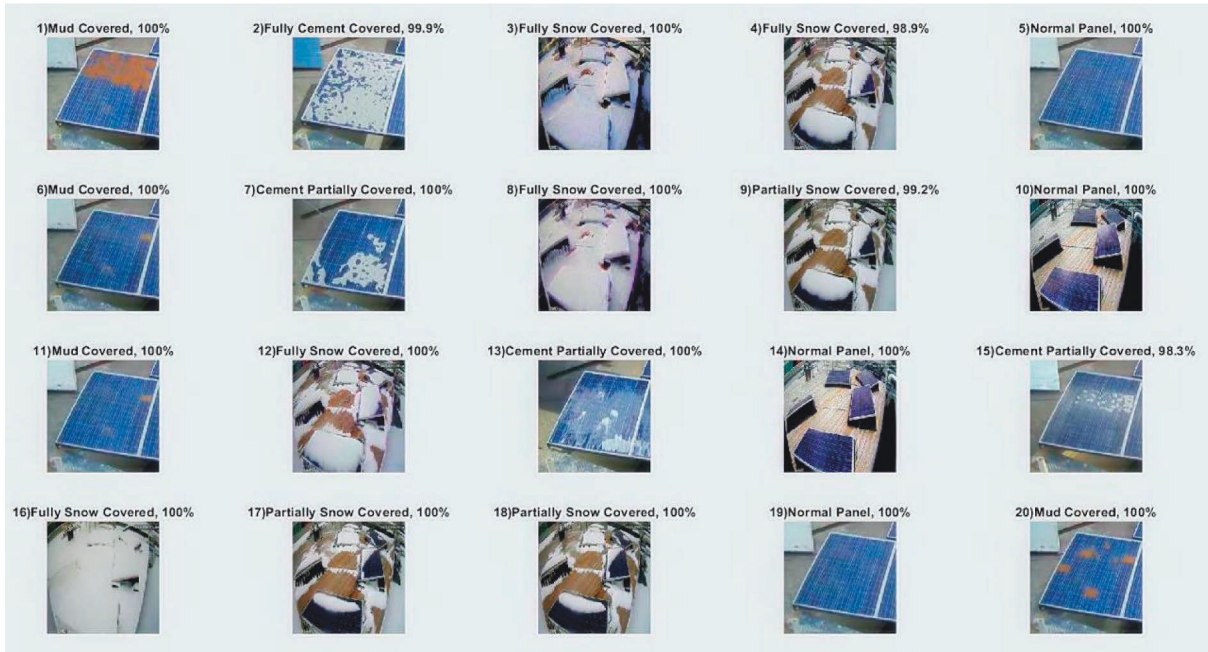 1)Mud Covered, 100%
2)Fully Cement Covered, 99.9%
3)Fully Snow Covered, 100%
4)Fully Snow Covered, 98.9%
5)Normal Panel, 100%
6)Mud Covered, 100%
7)Cement Partially Covered, 100%
8)Fully Snow Covered, 100%
9)Partially Snow Covered, 99.2%
10)Normal Panel, 100%
11)Mud Covered, 100%
12)Fully Snow Covered, 100%
13)Cement Partially Covered, 100%
14)Normal Panel, 100%
15)Cement Partially Covered, 98.3%
16)Fully Snow Covered, 100%
17)Partially Snow Covered, 100%
18)Partially Snow Covered, 100%
19)Normal Panel, 100%
20)Mud Covered, 100%